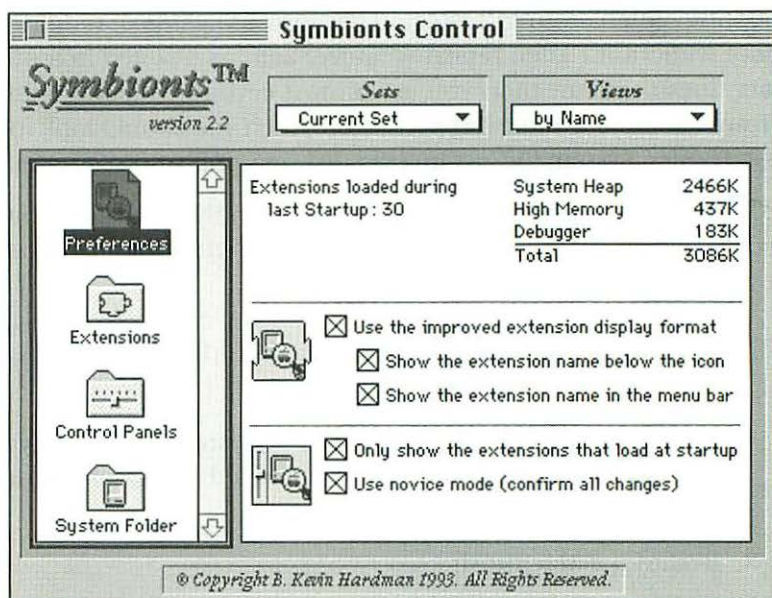 Symbionts Control
Symbionts™
version 2.2
Sets
Current Set
Views
by Name
Preferences
Extensions
Control Panels
System Folder
Extensions loaded during
last Startup : 30
System Heap 2466K
High Memory 437K
Debugger 183K
Total 3086K
Use the improved extension display format
Show the extension name below the icon
Show the extension name in the menu bar
Only show the extensions that load at startup
Use novice mode (confirm all changes)
© Copyright B. Kevin Hardman 1993. All Rights Reserved.